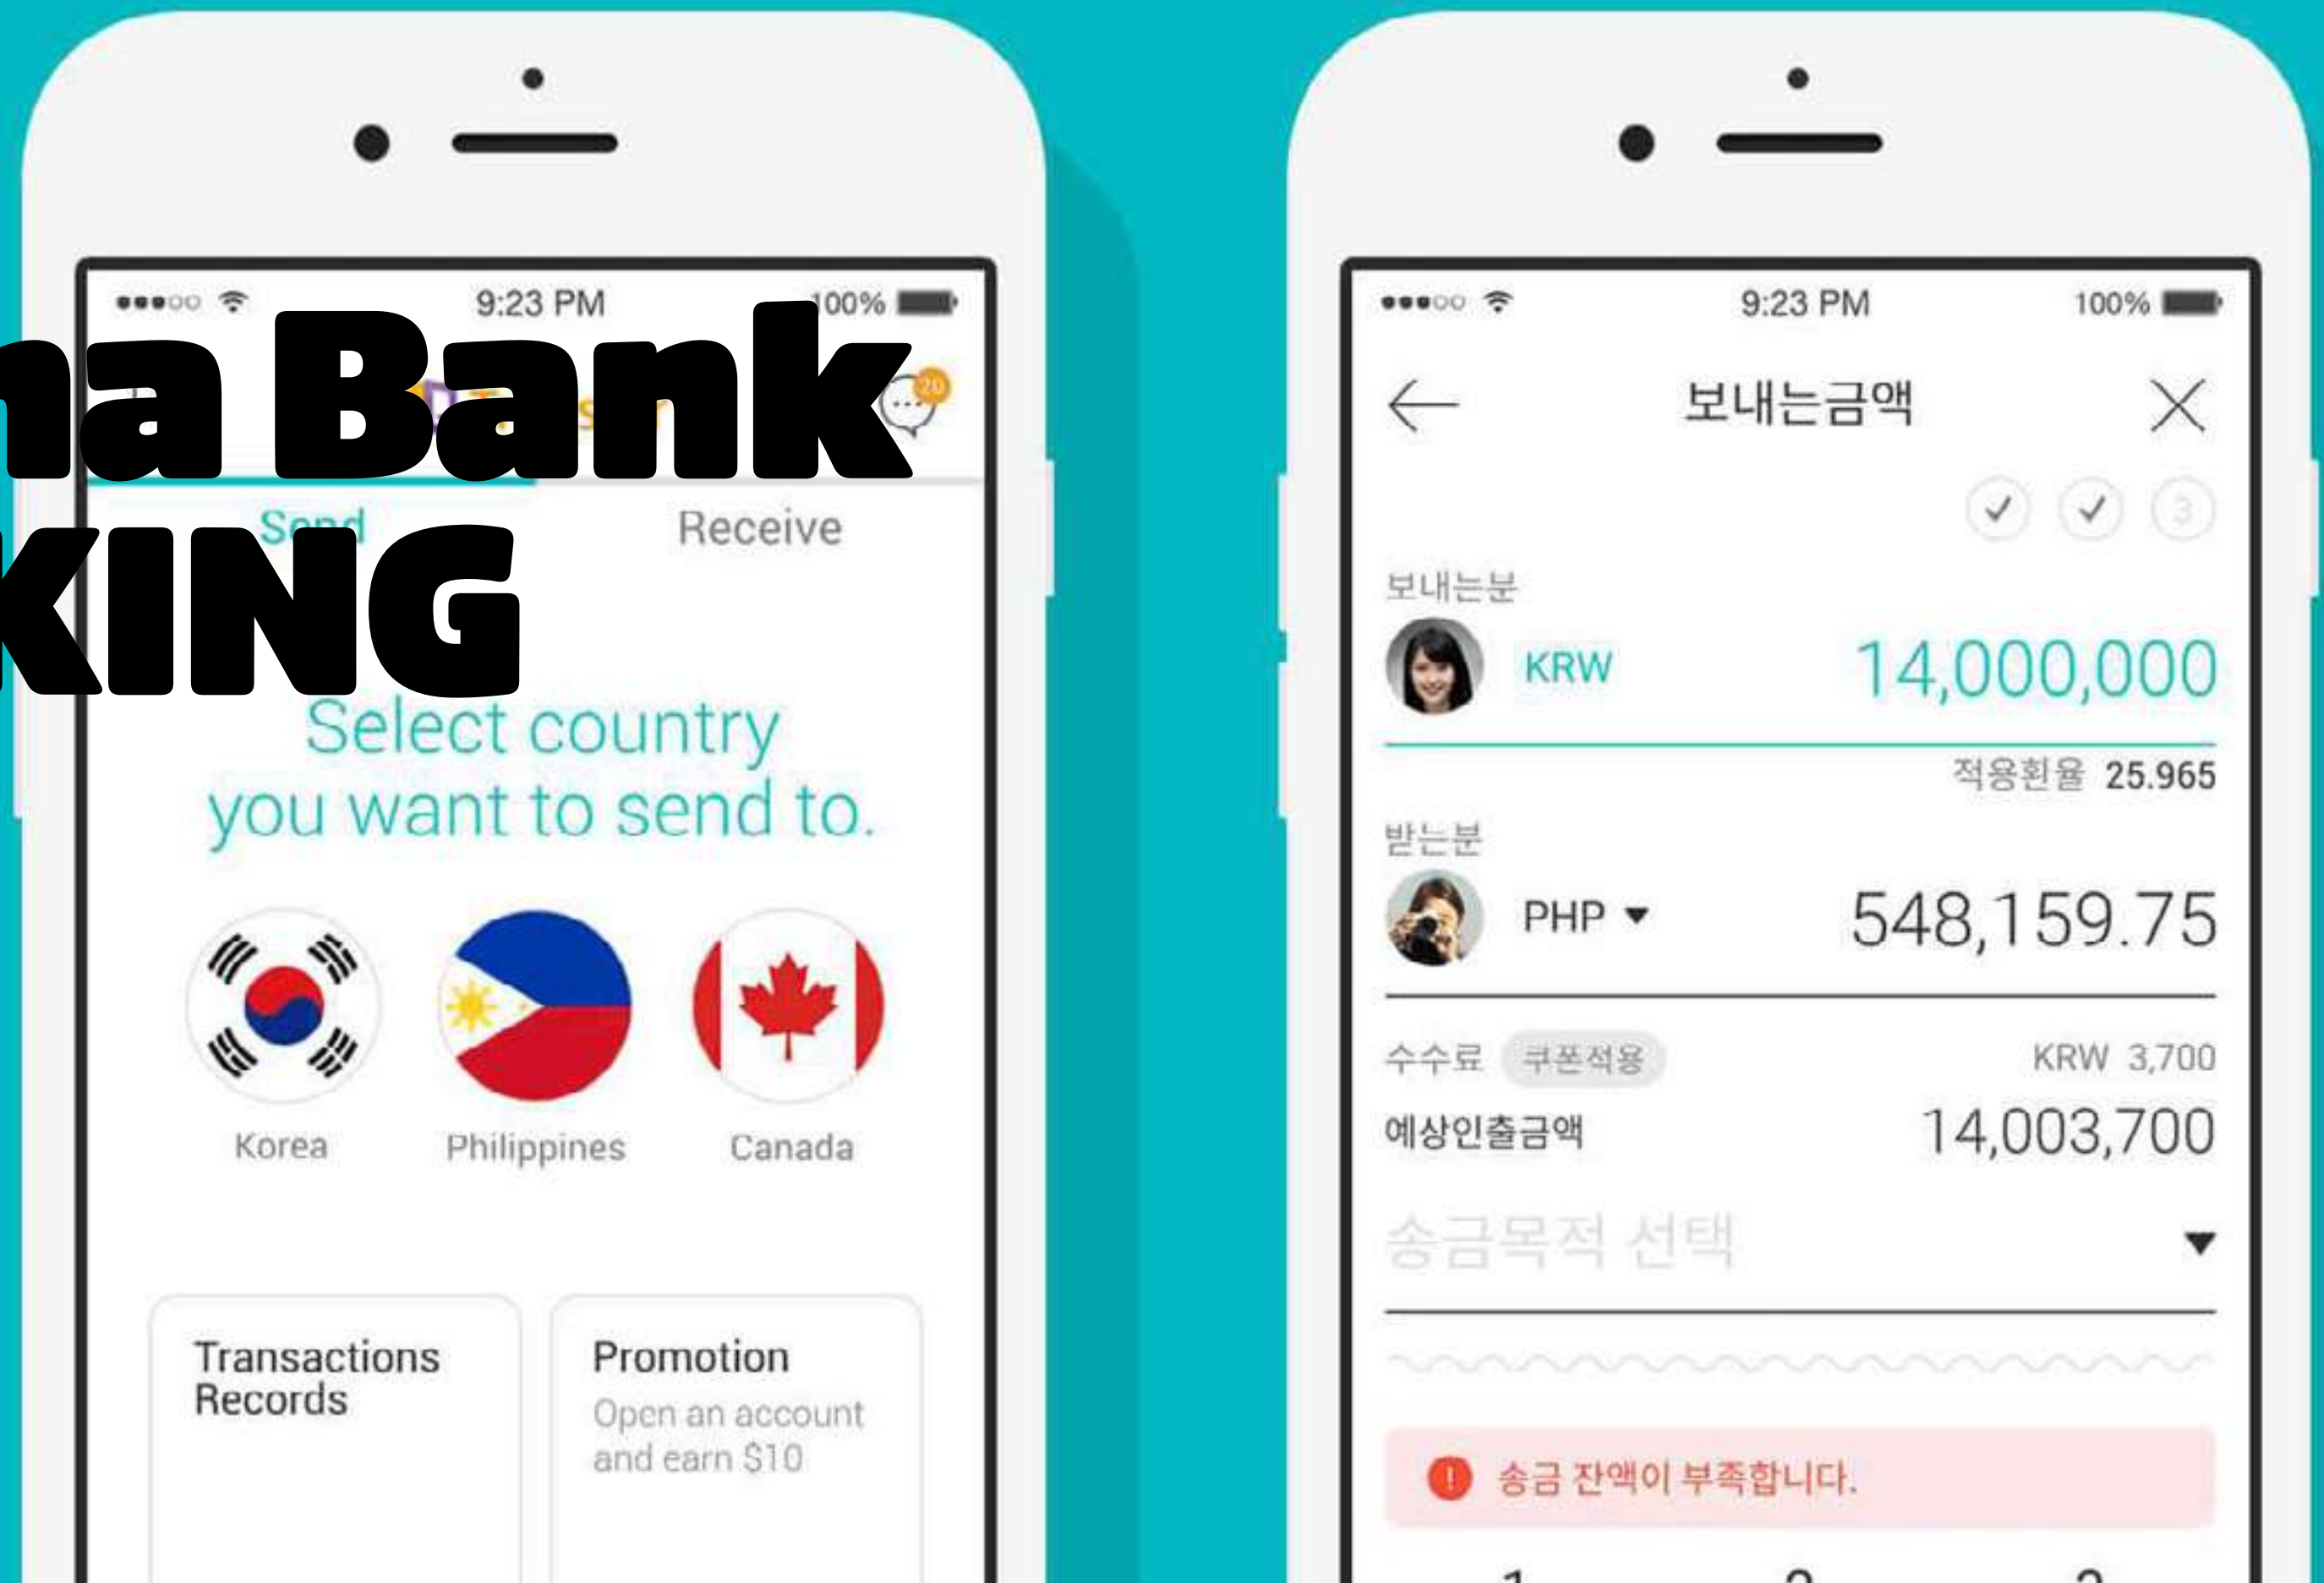 9:23 PM
100%
na Bank
KING
20
Send
Receive
Select country
you want to send to.
Korea
Philippines
Canada
Transactions
Records
Promotion
Open an account
and earn $10
9:23 PM
100%
보내는금액
3
보내는분
KRW 14,000,000
적용횐율 25.965
받는분
PHP 548,159.75
수수료 쿠폰적용 KRW 3,700
예상인출금액 14,003,700
송금목적 선택
송금 잔액이 부족합니다.